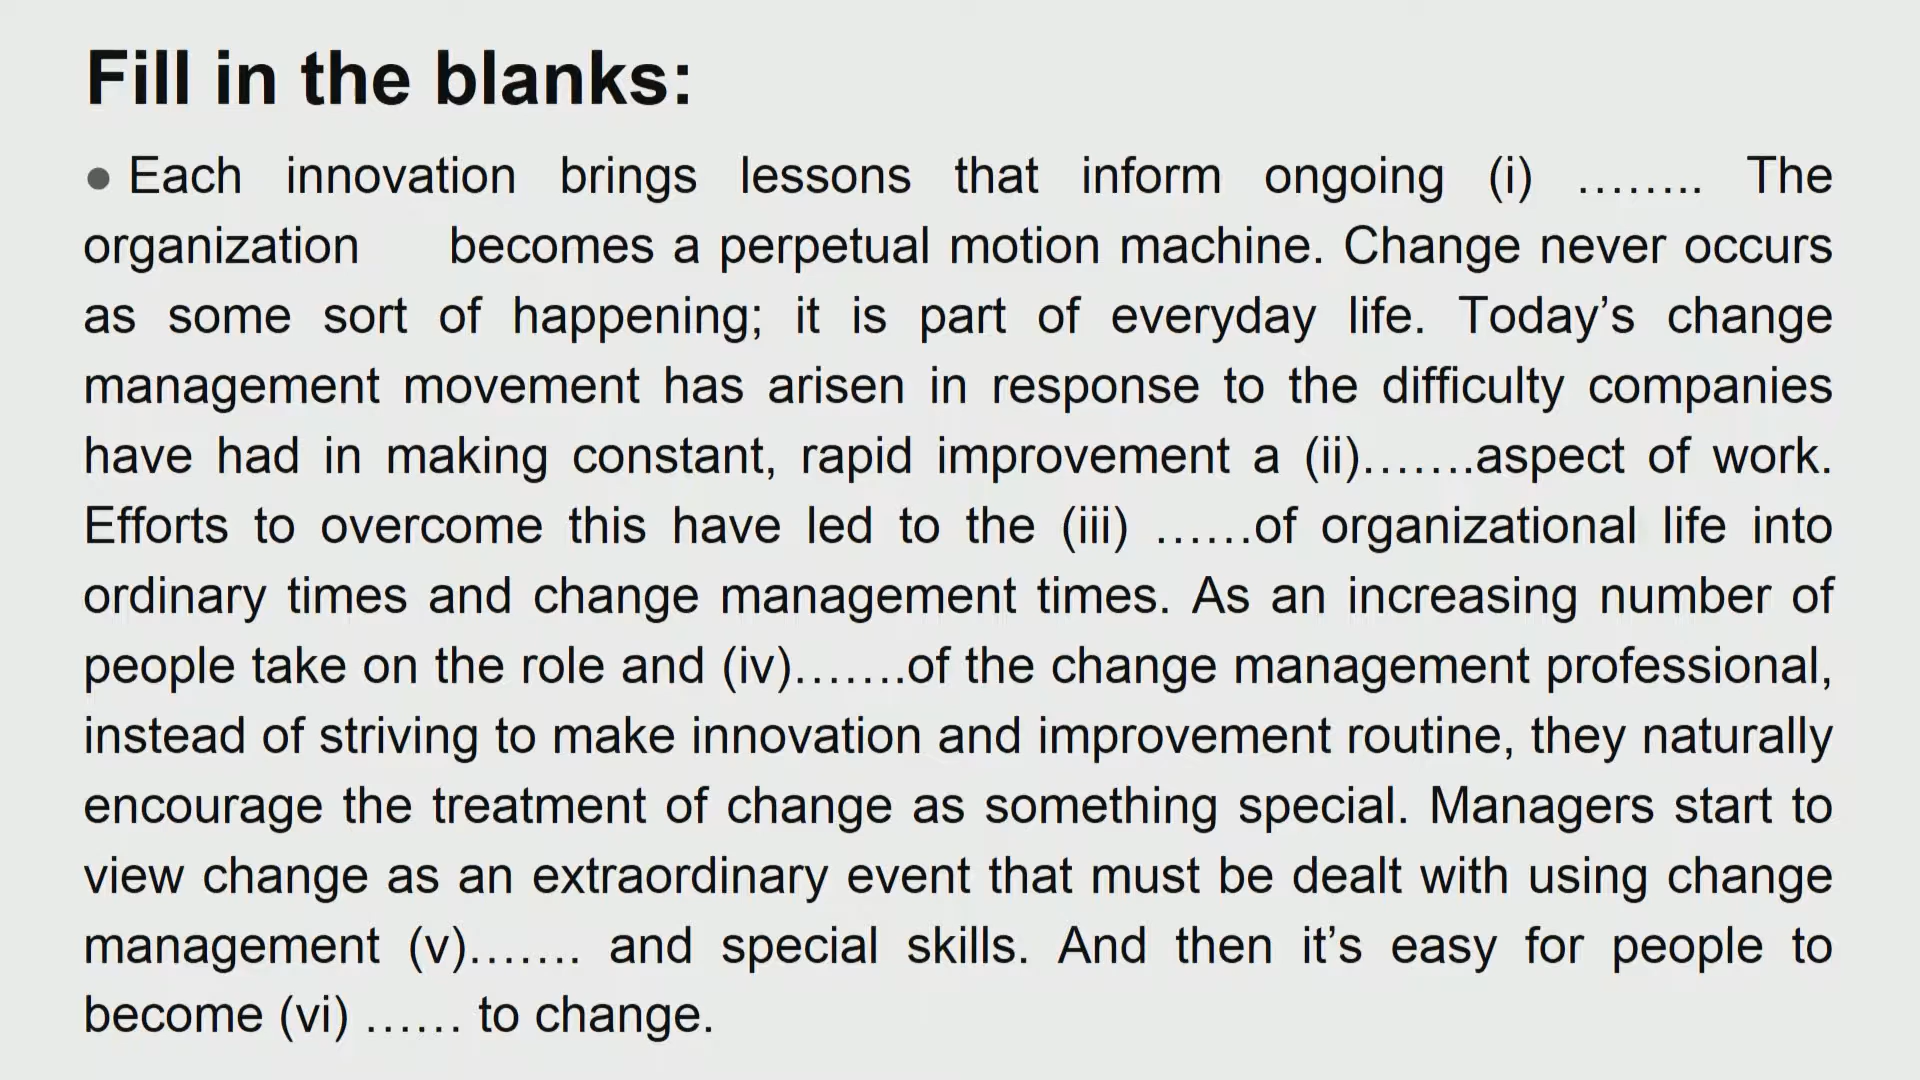 Fill in the blanks:
● Each innovation brings lessons that inform ongoing (i) …….. The
organization becomes a perpetual motion machine. Change never occurs
as some sort of happening; it is part of everyday life. Today’s change
management movement has arisen in response to the difficulty companies
have had in making constant, rapid improvement a (ii)…….aspect of work.
Efforts to overcome this have led to the (iii) ……of organizational life into
ordinary times and change management times. As an increasing number of
people take on the role and (iv)…….of the change management professional,
instead of striving to make innovation and improvement routine, they naturally
encourage the treatment of change as something special. Managers start to
view change as an extraordinary event that must be dealt with using change
management (v)……. and special skills. And then it’s easy for people to
become (vi) …… to change.